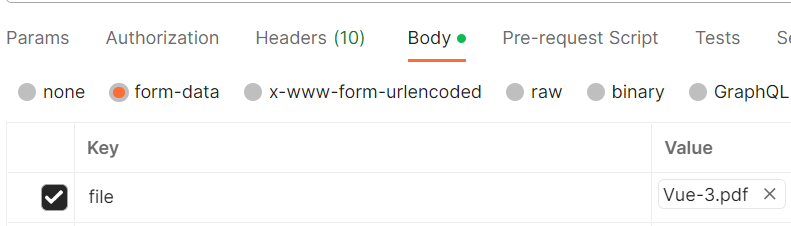 Params Authorization Headers (10) Body Pre-request Script Tests Se
none form-data x-www-form-urlencoded raw binary GraphQL
Key Value
file Vue-3.pdf